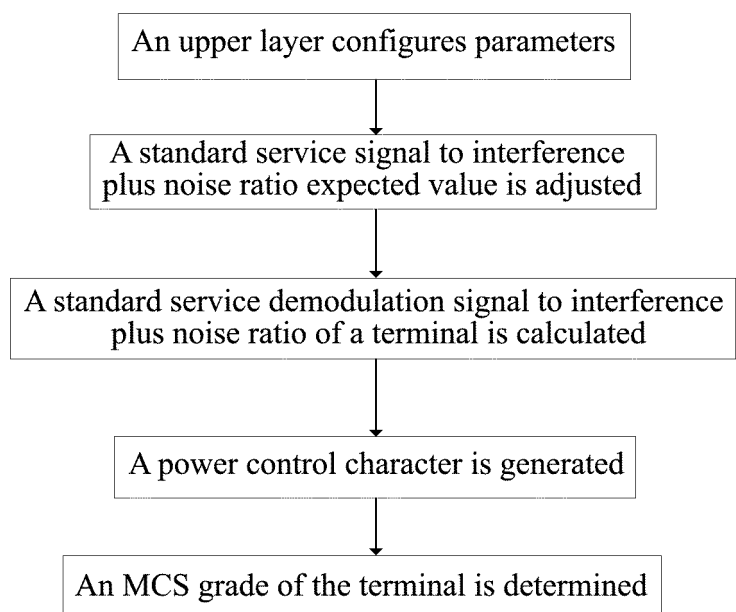 An upper layer configures parameters
A standard service signal to interference
plus noise ratio expected value is adjusted
A standard service demodulation signal to interference
plus noise ratio of a terminal is calculated
A power control character is generated
An MCS grade of the terminal is determined